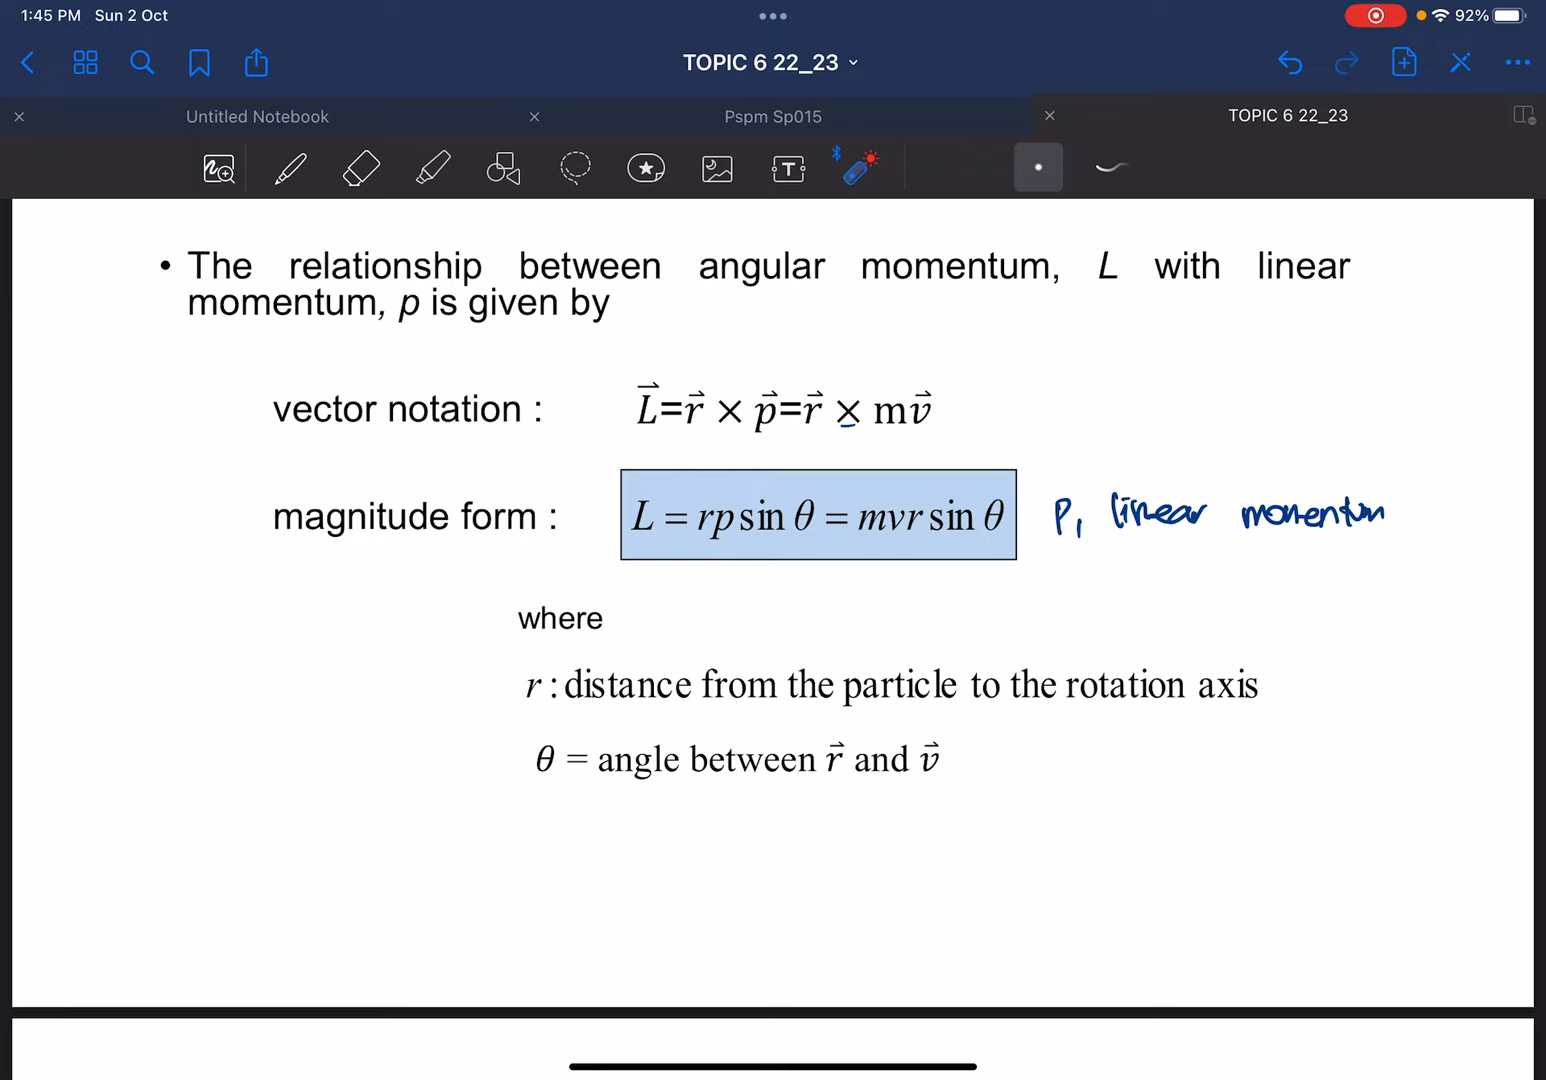 1:45 PM Sun 2 Oct
92%
TOPIC 6 22_23
Untitled Notebook
Pspm Sp015
TOPIC 6 22_23
T
• The relationship between angular momentum, L with linear
momentum, p is given by
vector notation : L⃗=r⃗ × p⃗=r⃗ × mv⃗
magnitude form : L = rp sin θ = mvr sin θ P, linear momentum
where
r : distance from the particle to the rotation axis
θ = angle between r⃗ and v⃗